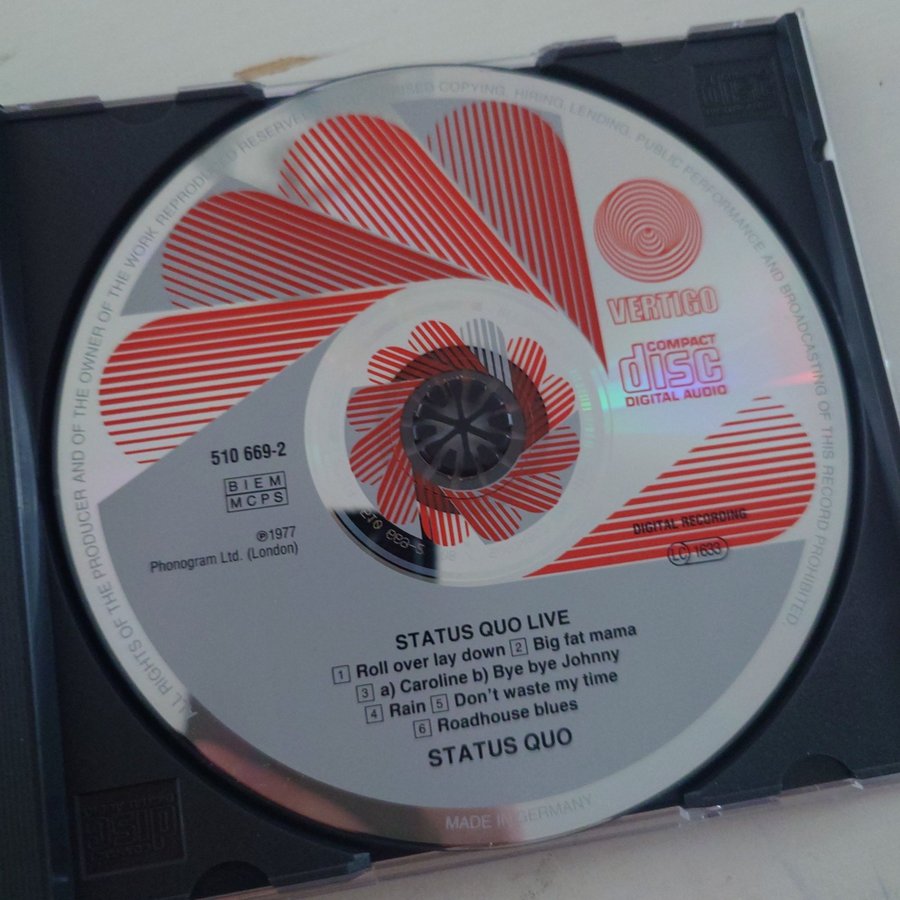 ALL RIGHTS OF THE PRODUCER AND OF THE OWNER OF THE WORK REPRODUCED RESERVED COPYING, HIRING, LENDING, PUBLIC PERFORMANCE AND BROADCASTING OF THIS RECORD PROHIBITED.
VERTIGO
COMPACT
disc
DIGITAL AUDIO
510 669-2
BIEM
MCPS
℗1977
Phonogram Ltd. (London)
DIGITAL RECORDING
LC 1633
STATUS QUO LIVE
1 Roll over lay down 2 Big fat mama
3 a) Caroline b) Bye bye Johnny
4 Rain 5 Don't waste my time
6 Roadhouse blues
STATUS QUO
MADE IN GERMANY